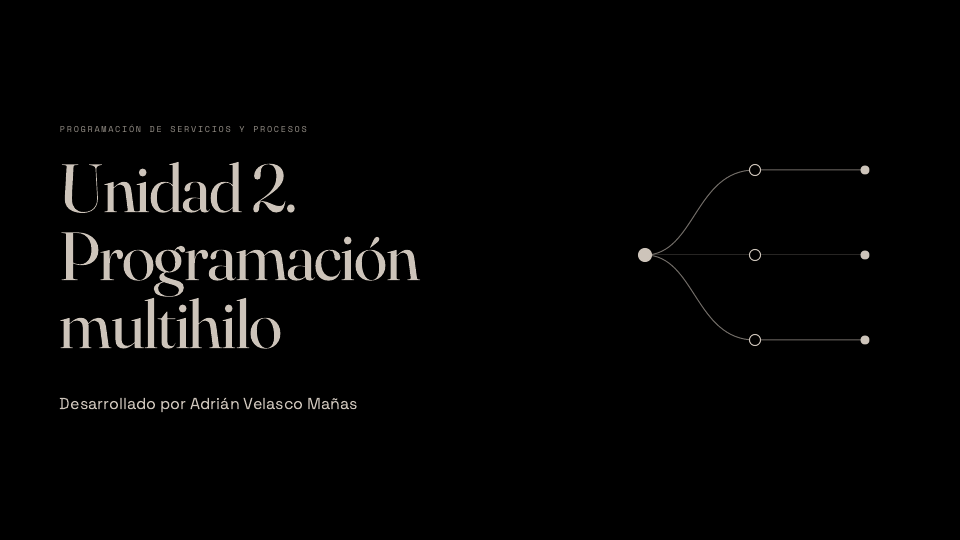 PROGRAMACIÓN DE SERVICIOS Y PROCESOS
Unidad 2.
Programación
multihilo
Desarrollado por Adrián Velasco Mañas